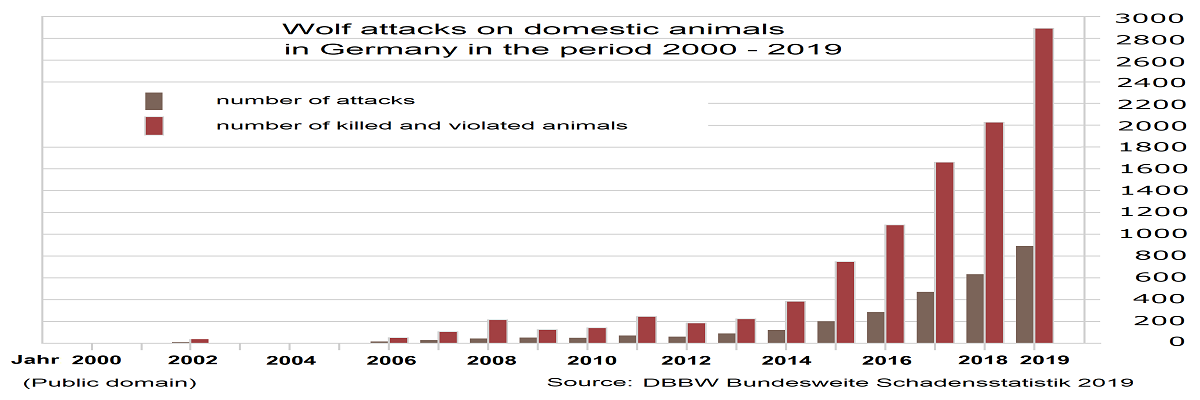 Wolf attacks on domestic animals
in Germany in the period 2000 - 2019
number of attacks
number of killed and violated animals
3000
2800
2600
2400
2200
2000
1800
1600
1400
1200
1000
800
600
400
200
0
Jahr 2000 2002 2004 2006 2008 2010 2012 2014 2016 2018 2019
(Public domain)
Source: DBBW Bundesweite Schadensstatistik 2019